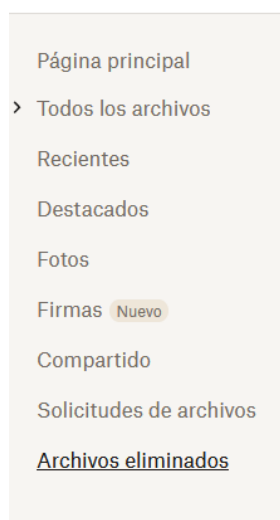 Página principal
Todos los archivos
Recientes
Destacados
Fotos
Firmas Nuevo
Compartido
Solicitudes de archivos
Archivos eliminados